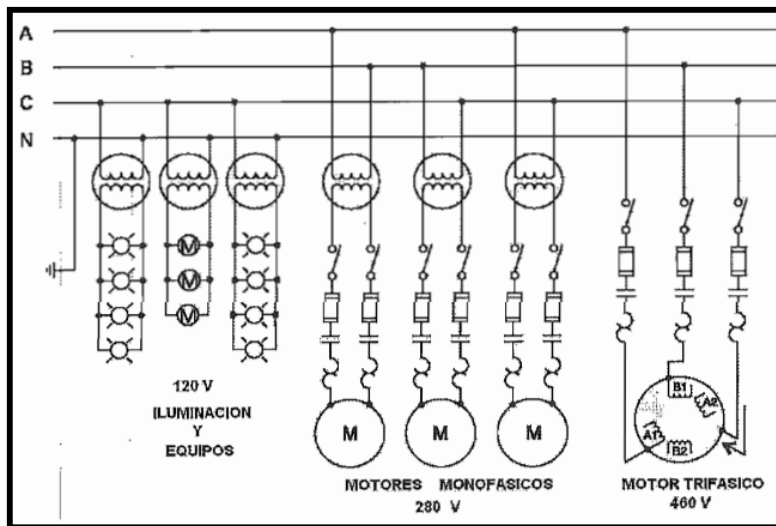 A
B
C
N
M
M
M
120 V
ILUMINACION
Y
EQUIPOS
M
M
M
MOTORES MONOFASICOS
280 V
B1
A2
A1
B2
MOTOR TRIFASICO
460 V